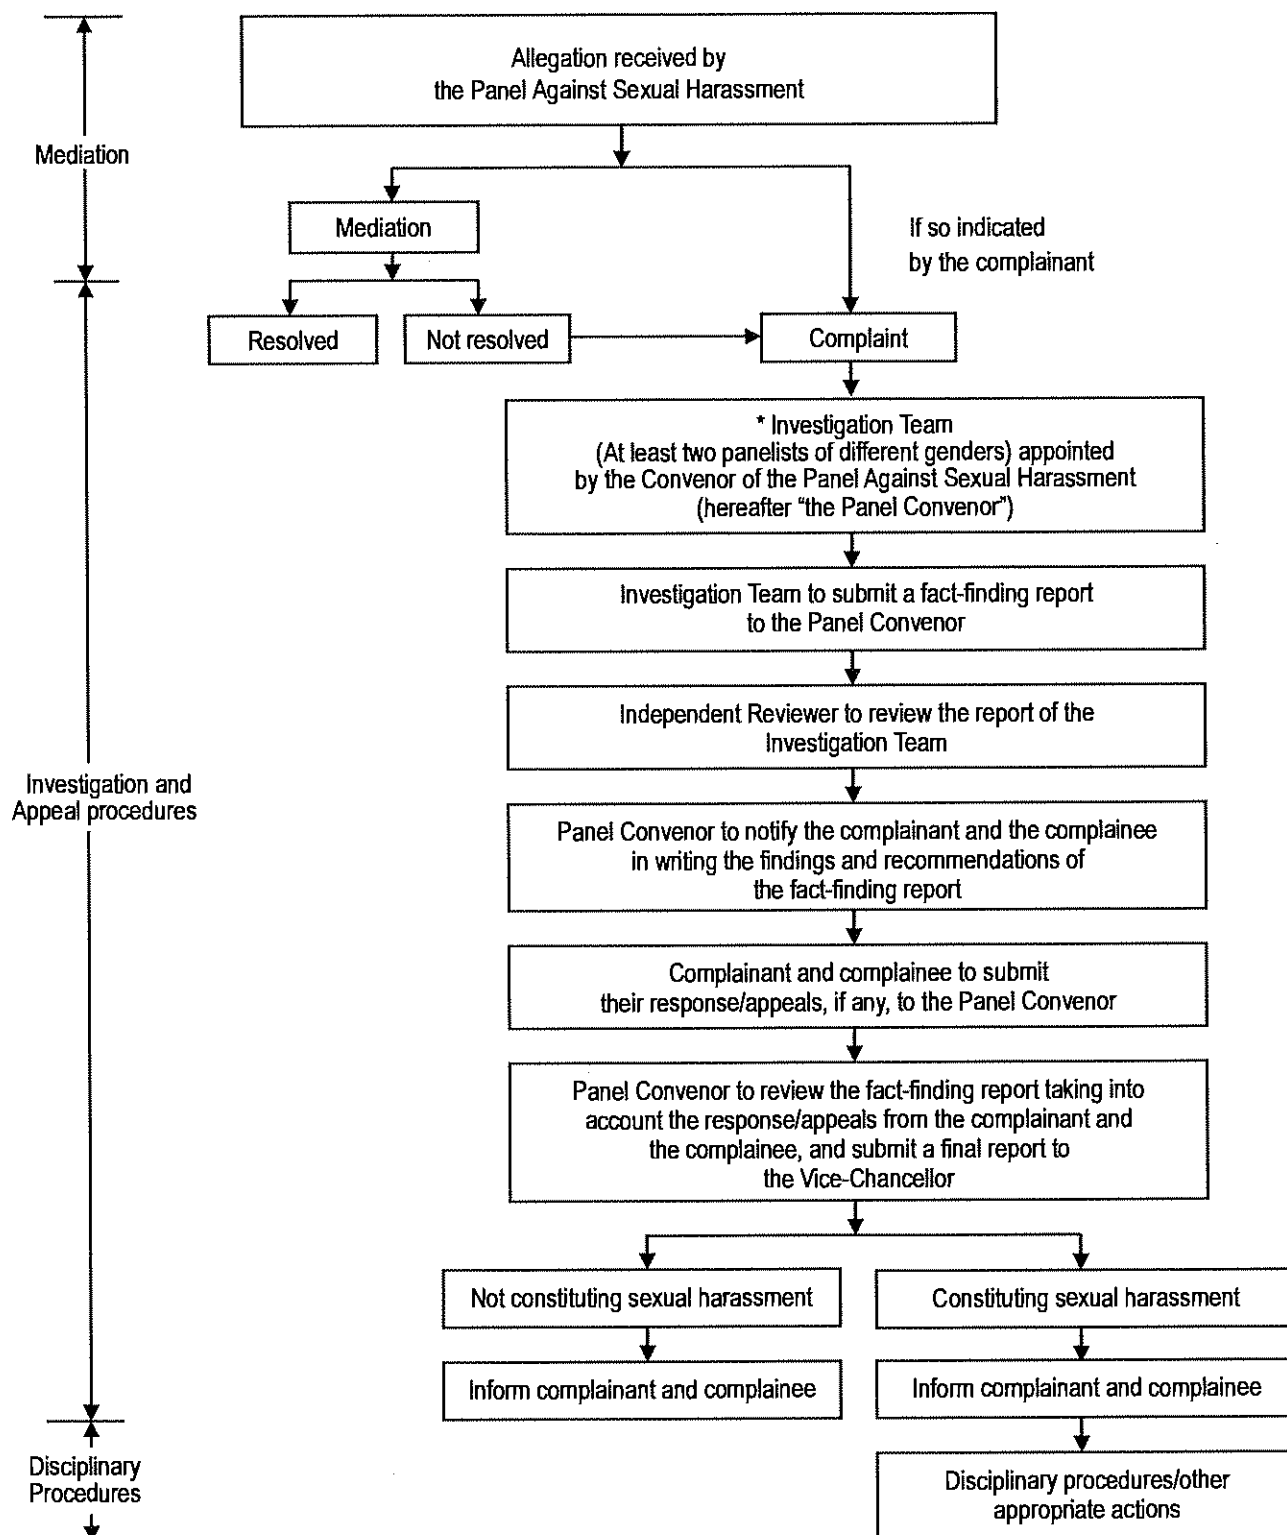 Allegation received by
the Panel Against Sexual Harassment
Mediation
Mediation
If so indicated
by the complainant
Resolved
Not resolved
Complaint
* Investigation Team
(At least two panelists of different genders) appointed
by the Convenor of the Panel Against Sexual Harassment
(hereafter "the Panel Convenor")
Investigation Team to submit a fact-finding report
to the Panel Convenor
Independent Reviewer to review the report of the
Investigation Team
Investigation and
Appeal procedures
Panel Convenor to notify the complainant and the complainee
in writing the findings and recommendations of
the fact-finding report
Complainant and complainee to submit
their response/appeals, if any, to the Panel Convenor
Panel Convenor to review the fact-finding report taking into
account the response/appeals from the complainant and
the complainee, and submit a final report to
the Vice-Chancellor
Not constituting sexual harassment
Constituting sexual harassment
Inform complainant and complainee
Inform complainant and complainee
Disciplinary
Procedures
Disciplinary procedures/other
appropriate actions